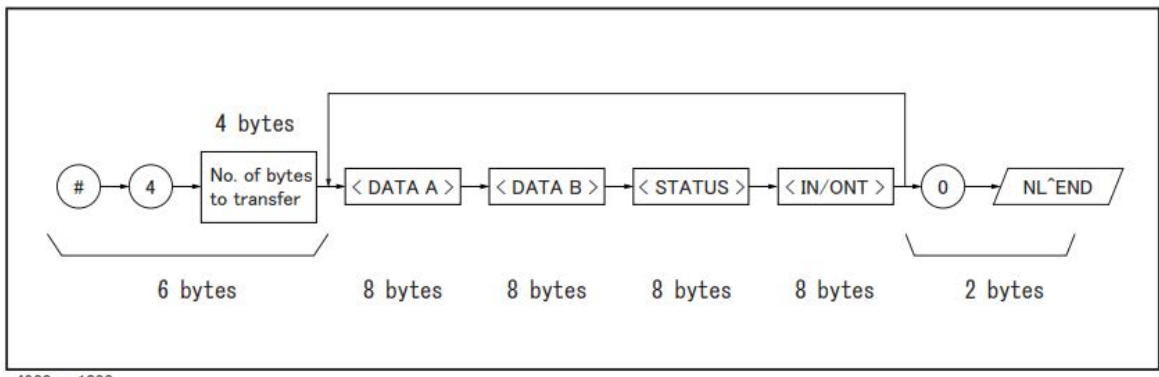 4 bytes
# 4 No. of bytes to transfer < DATA A > < DATA B > < STATUS > < IN/ONT > 0 NL^END
6 bytes 8 bytes 8 bytes 8 bytes 8 bytes 2 bytes